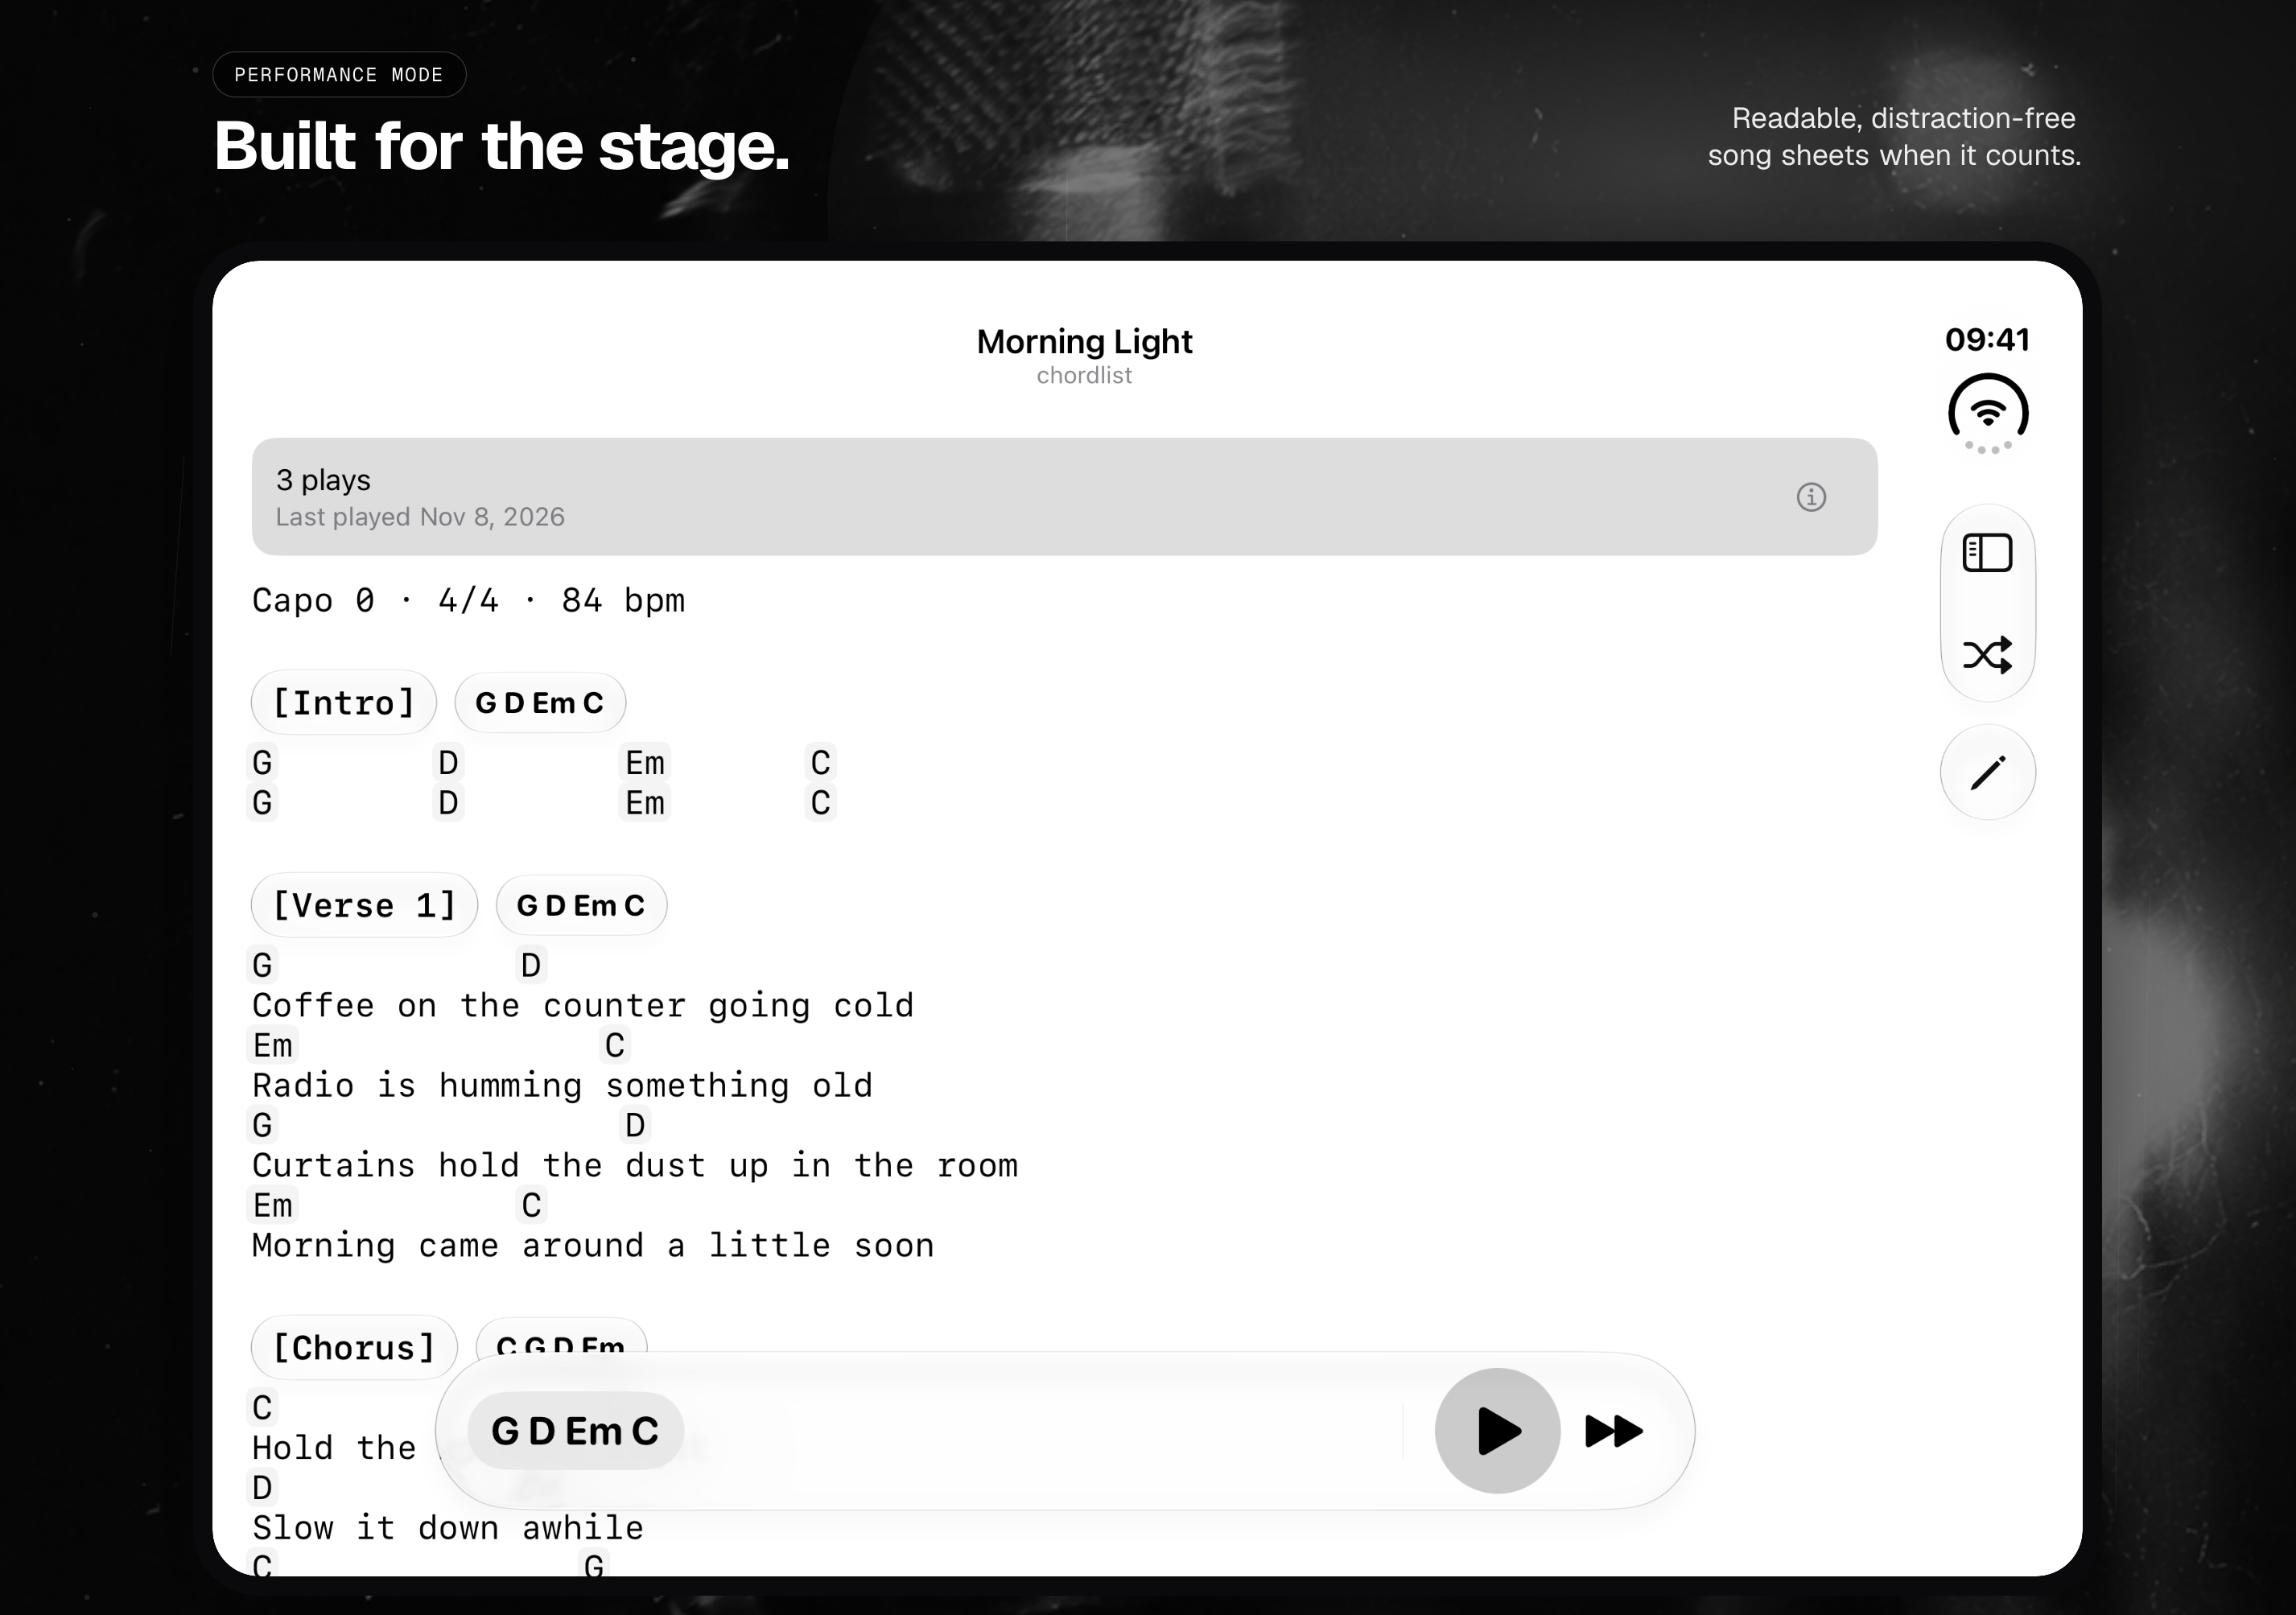 PERFORMANCE MODE
Built for the stage.
Readable, distraction-free
song sheets when it counts.
Morning Light
chordlist
09:41
3 plays
Last played Nov 8, 2026
Capo 0 · 4/4 · 84 bpm
[Intro] G D Em C
G D Em C
G D Em C
[Verse 1] G D Em C
G D
Coffee on the counter going cold
Em C
Radio is humming something old
G D
Curtains hold the dust up in the room
Em C
Morning came around a little soon
[Chorus] C G D Em
C
Hold the
G D Em C
D
Slow it down awhile
C G